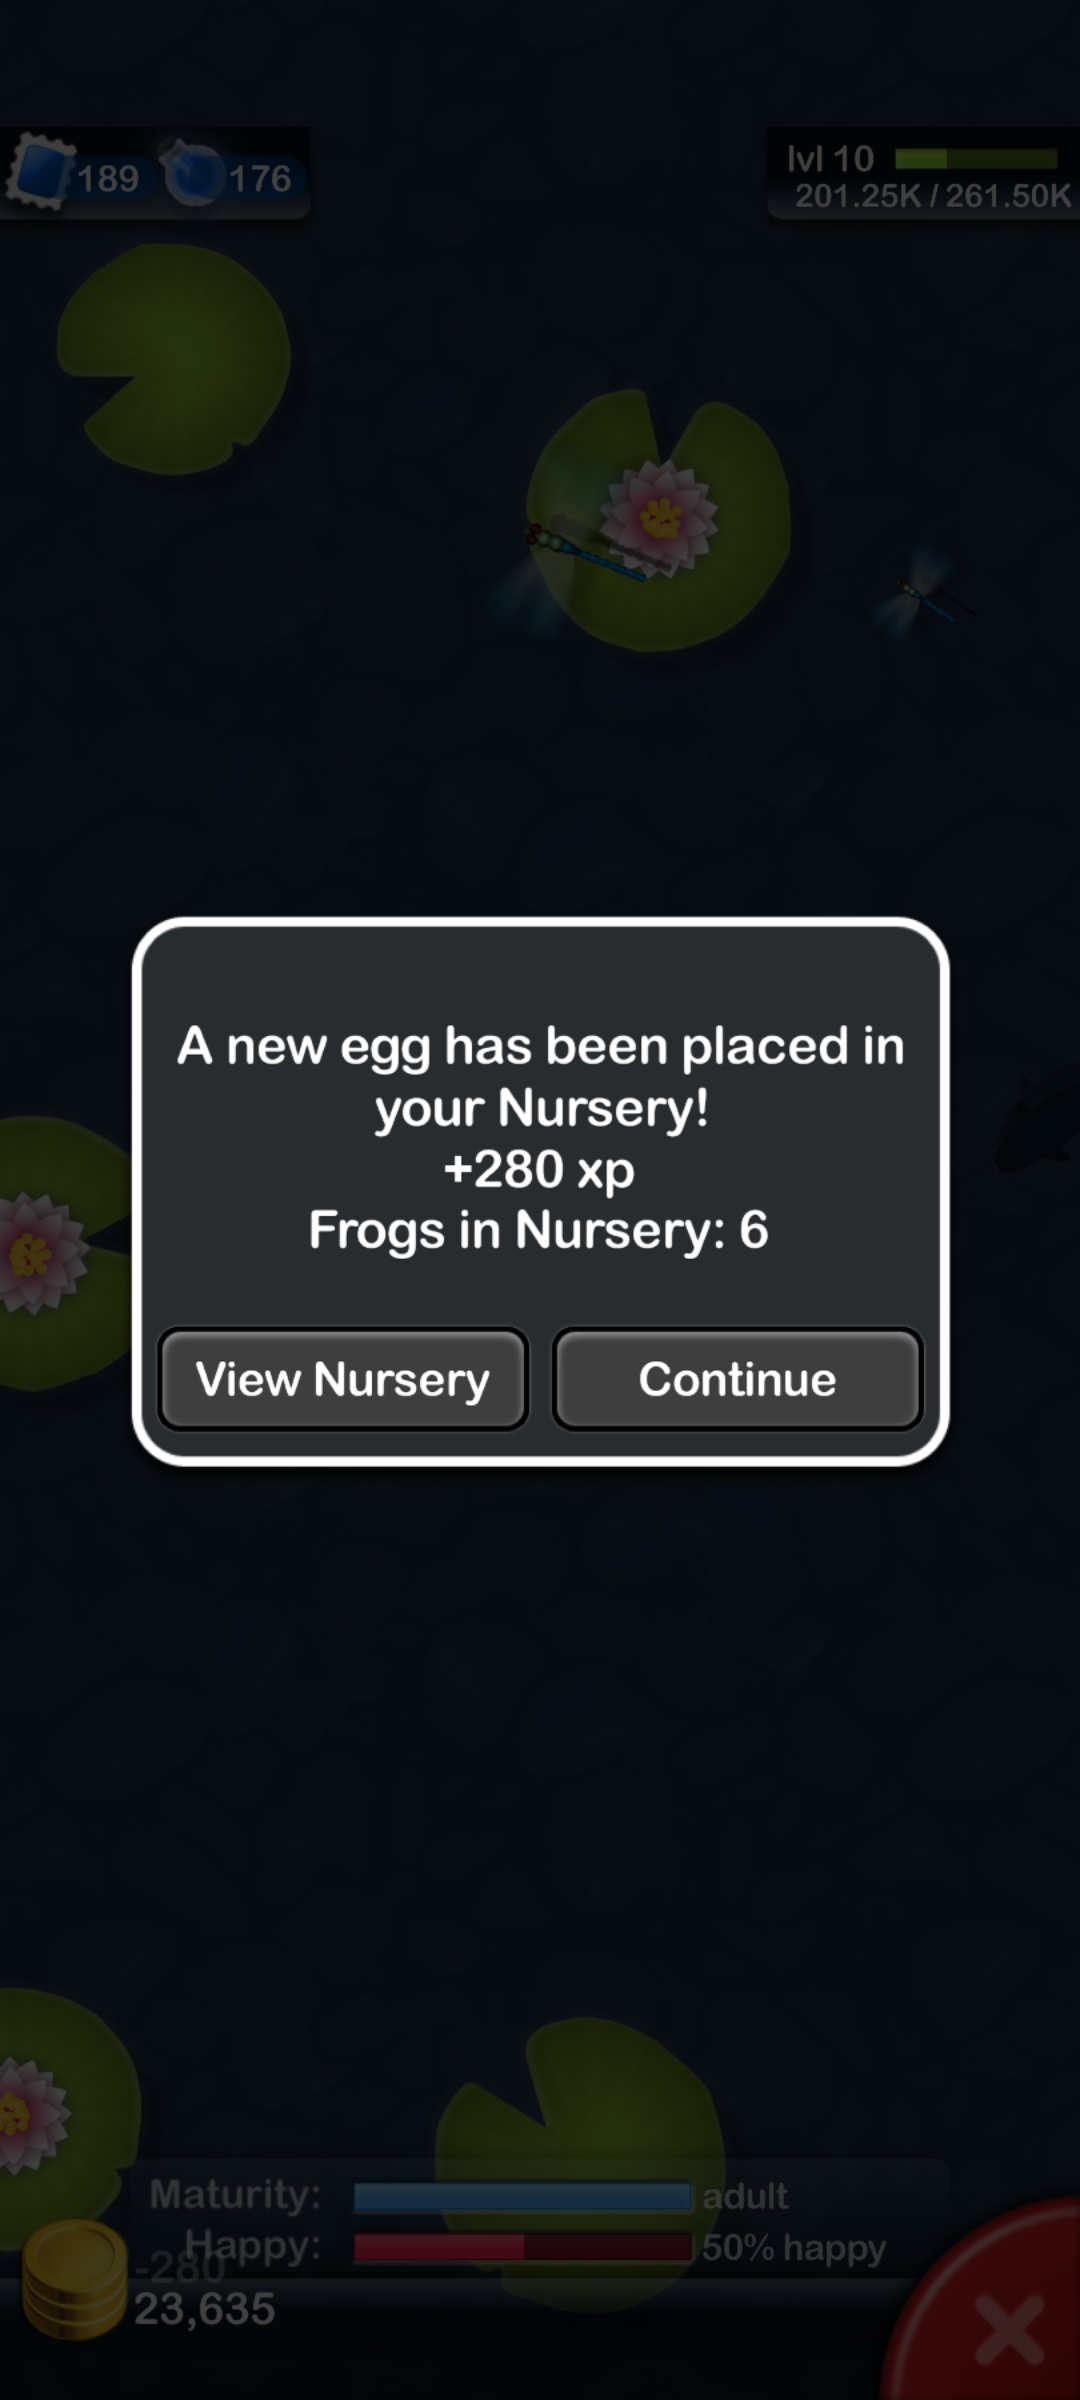 189 176
lvl 10
201.25K / 261.50K
A new egg has been placed in
your Nursery!
+280 xp
Frogs in Nursery: 6
View Nursery Continue
Maturity: adult
Happy: 50% happy
-280
23,635